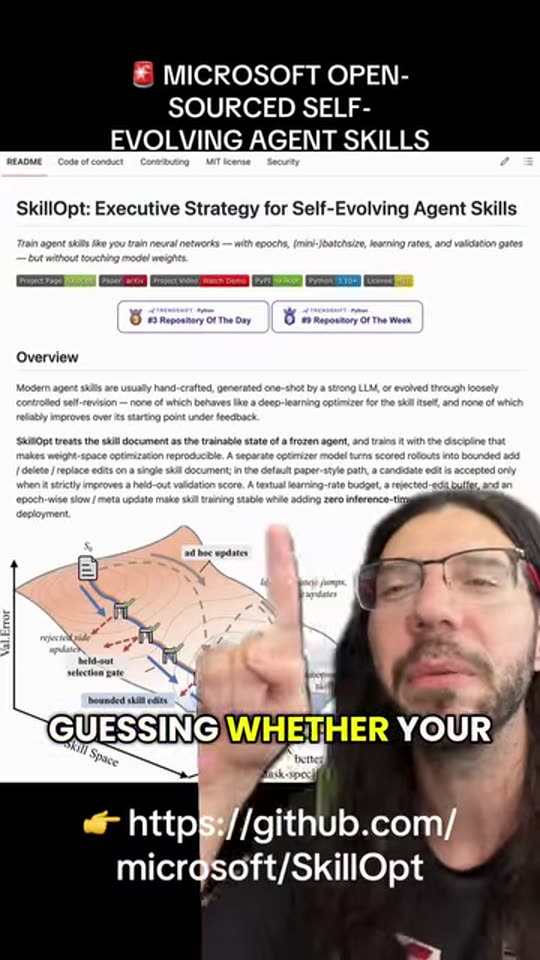 🚨 MICROSOFT OPEN-
SOURCED SELF-
EVOLVING AGENT SKILLS
README Code of conduct Contributing MIT license Security
SkillOpt: Executive Strategy for Self-Evolving Agent Skills
Train agent skills like you train neural networks — with epochs, (mini-)batchsize, learning rates, and validation gates
— but without touching model weights.
Project Page SkillOpt Paper arXiv Project Video Watch Demo PyPI skillopt Python 3.10+ License
TRENDSHIFT Python
#3 Repository Of The Day
TRENDSHIFT Python
#9 Repository Of The Week
Overview
Modern agent skills are usually hand-crafted, generated one-shot by a strong LLM, or evolved through loosely
controlled self-revision — none of which behaves like a deep-learning optimizer for the skill itself, and none of which
reliably improves over its starting point under feedback.
SkillOpt treats the skill document as the trainable state of a frozen agent, and trains it with the discipline that
makes weight-space optimization reproducible. A separate optimizer model turns scored rollouts into bounded add
/ delete / replace edits on a single skill document; in the default paper-style path, a candidate edit is accepted only
when it strictly improves a held-out validation score. A textual learning-rate budget, a rejected-edit buffer, and an
epoch-wise slow / meta update make skill training stable while adding zero inference-tim
deployment.
S₀
ad hoc updates
jumps,
updates
Val.Error
rejected side
updates
held-out
selection gate
bounded skill edits
GUESSING WHETHER YOUR
Skill Space
better
task-speci
👉 https://github.com/
microsoft/SkillOpt